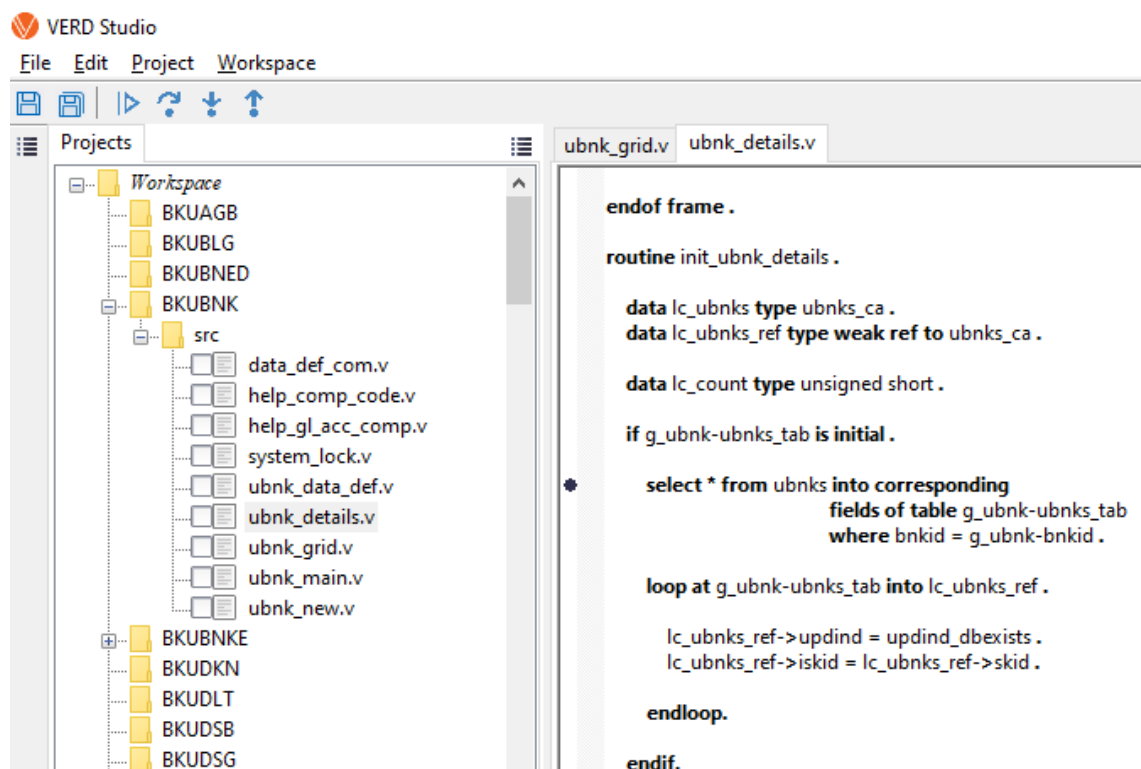 VERD Studio
File Edit Project Workspace
Projects
Workspace
BKUAGB
BKUBLG
BKUBNED
BKUBNK
src
data_def_com.v
help_comp_code.v
help_gl_acc_comp.v
system_lock.v
ubnk_data_def.v
ubnk_details.v
ubnk_grid.v
ubnk_main.v
ubnk_new.v
BKUBNKE
BKUDKN
BKUDLT
BKUDSB
BKUDSG
ubnk_grid.v ubnk_details.v
endof frame .
routine init_ubnk_details .
data lc_ubnks type ubnks_ca .
data lc_ubnks_ref type weak ref to ubnks_ca .
data lc_count type unsigned short .
if g_ubnk-ubnks_tab is initial .
select * from ubnks into corresponding
fields of table g_ubnk-ubnks_tab
where bnkid = g_ubnk-bnkid .
loop at g_ubnk-ubnks_tab into lc_ubnks_ref .
lc_ubnks_ref->updind = updind_dbexists .
lc_ubnks_ref->iskid = lc_ubnks_ref->skid .
endloop.
endif.